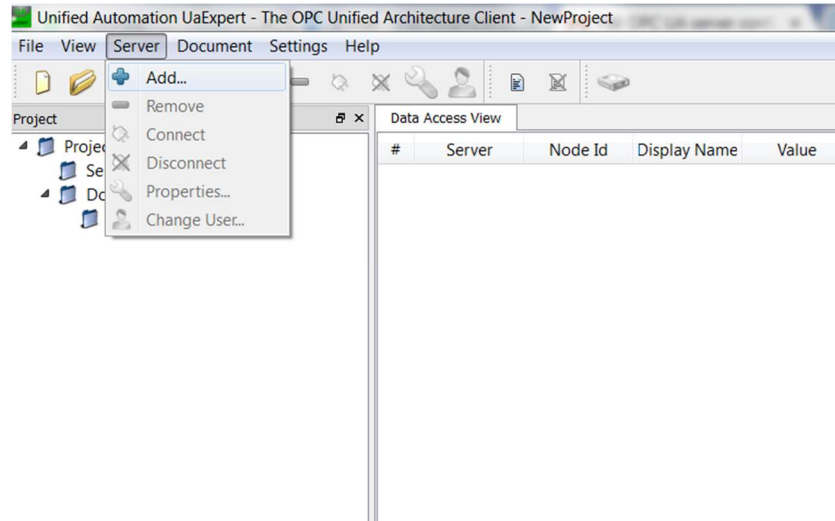 Unified Automation UaExpert - The OPC Unified Architecture Client - NewProject
File View Server Document Settings Help
Add...
Remove
Connect
Disconnect
Properties...
Change User...
Project
Data Access View
# Server Node Id Display Name Value